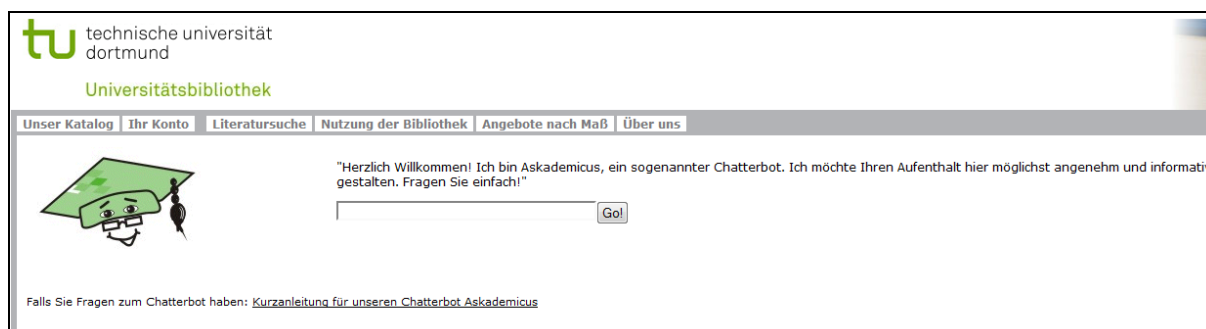 technische universität
dortmund
Universitätsbibliothek
Unser Katalog Ihr Konto Literatursuche Nutzung der Bibliothek Angebote nach Maß Über uns
"Herzlich Willkommen! Ich bin Askademicus, ein sogenannter Chatterbot. Ich möchte Ihren Aufenthalt hier möglichst angenehm und informativ
gestalten. Fragen Sie einfach!"
Go!
Falls Sie Fragen zum Chatterbot haben: Kurzanleitung für unseren Chatterbot Askademicus